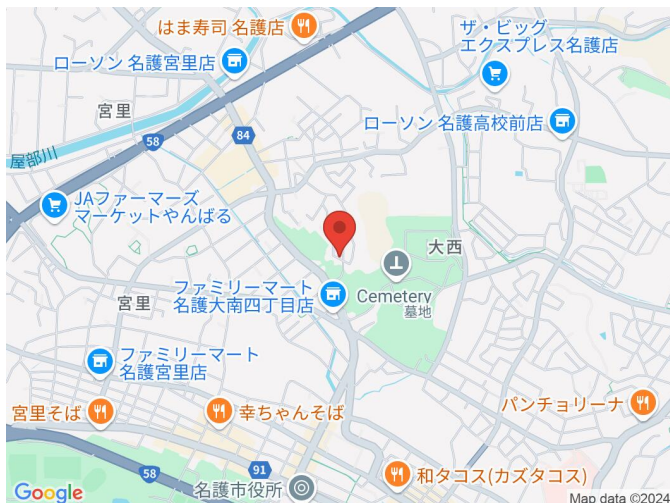 はま寿司 名護店
ザ・ビッグ
エクスプレス名護店
ローソン 名護宮里店
宮里
84
ローソン 名護高校前店
58
屋部川
JAファーマーズ
マーケットやんばる
大西
ファミリーマート
名護大南四丁目店
Cemetery
墓地
宮里
ファミリーマート
名護宮里店
パンチョリーナ
宮里そば
幸ちゃんそば
91
58
名護市役所
和タコス(カズタコス)
Google
Map data ©2024